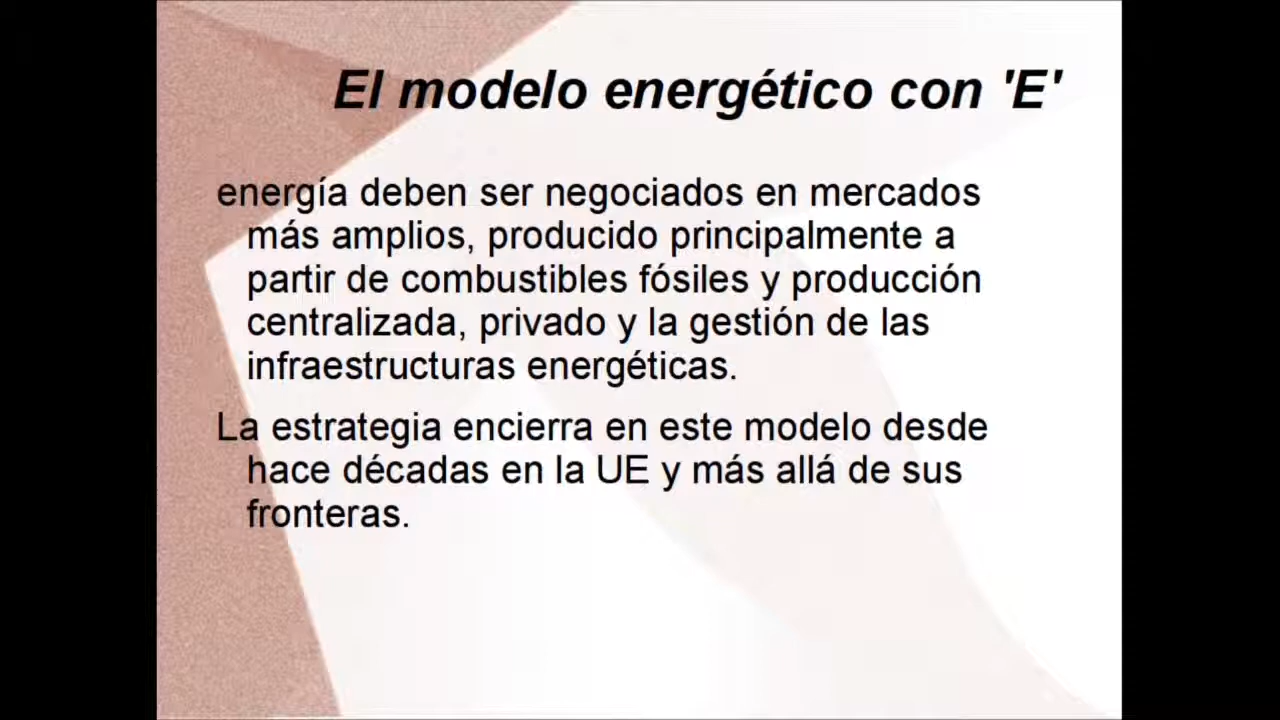 El modelo energético con 'E'
energía deben ser negociados en mercados
más amplios, producido principalmente a
partir de combustibles fósiles y producción
centralizada, privado y la gestión de las
infraestructuras energéticas.
La estrategia encierra en este modelo desde
hace décadas en la UE y más allá de sus
fronteras.